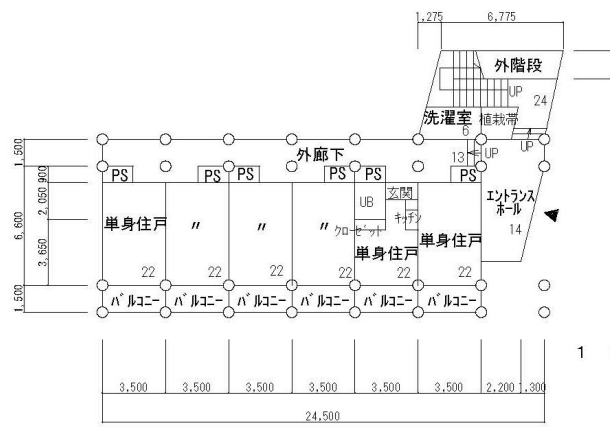 1,275
6,775
外階段
UP
洗濯室
植栽帯
24
6
UP
外廊下
13
UP
1,500
PS
PS
PS
PS
PS
900
2,050
6,600
3,650
1,500
UB
玄関
キッチン
クローゼット
エントランス
ホール
14
単身住戸
〃
〃
〃
単身住戸
単身住戸
22
22
22
22
22
22
バルコニー
バルコニー
バルコニー
バルコニー
バルコニー
バルコニー
1
3,500
3,500
3,500
3,500
3,500
3,500
2,200
1,300
24,500